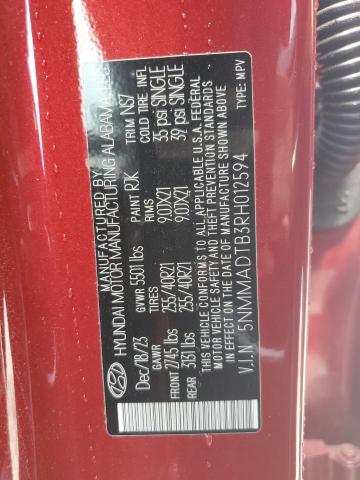 MANUFACTURED BY
HYUNDAI MOTOR MANUFACTURING ALABAMA
Dec/18/23 GVWR 5501 lbs PAINT R7K TRIM NS7
GAWR TIRES RIMS COLD TIRE INFL
FRONT 2745 lbs 255/40R21 9.0JX21 35 psi SINGLE
REAR 3131 lbs 255/40R21 9.0JX21 39 psi SINGLE
THIS VEHICLE CONFORMS TO ALL APPLICABLE U.S.A. FEDERAL
MOTOR VEHICLE SAFETY AND THEFT PREVENTION STANDARDS
IN EFFECT ON THE DATE OF MANUFACTURE SHOWN ABOVE.
V.I.N: 5NMMADTB3RH012594 TYPE: MPV